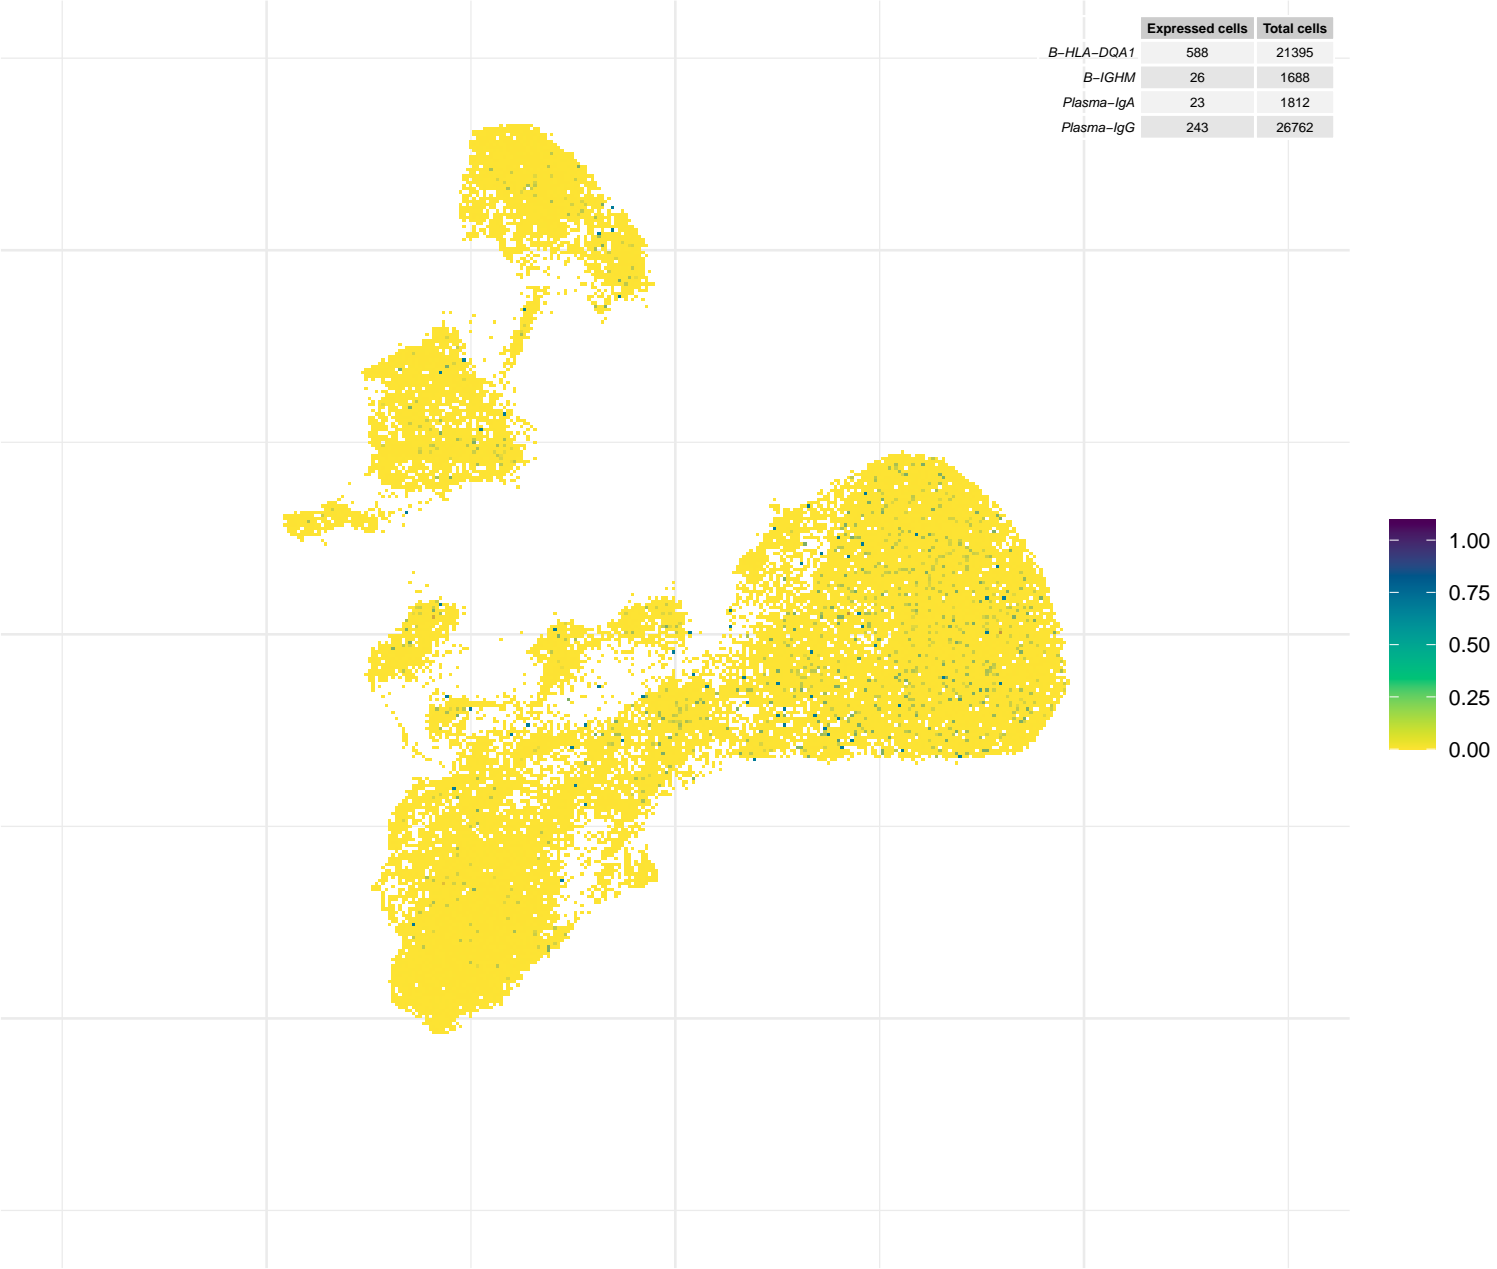 Expressed cells Total cells
B−HLA−DQA1 588 21395
B−IGHM 26 1688
Plasma−IgA 23 1812
Plasma−IgG 243 26762
1.00
0.75
0.50
0.25
0.00